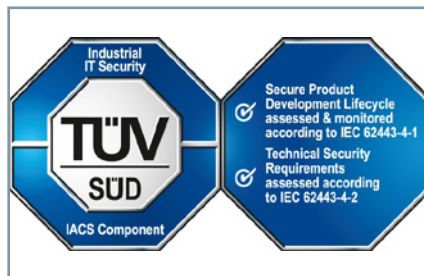 Industrial
IT Security
TÜV
SÜD
IACS Component
Secure Product
Development Lifecycle
assessed & monitored
according to IEC 62443-4-1
Technical Security
Requirements
assessed according
to IEC 62443-4-2